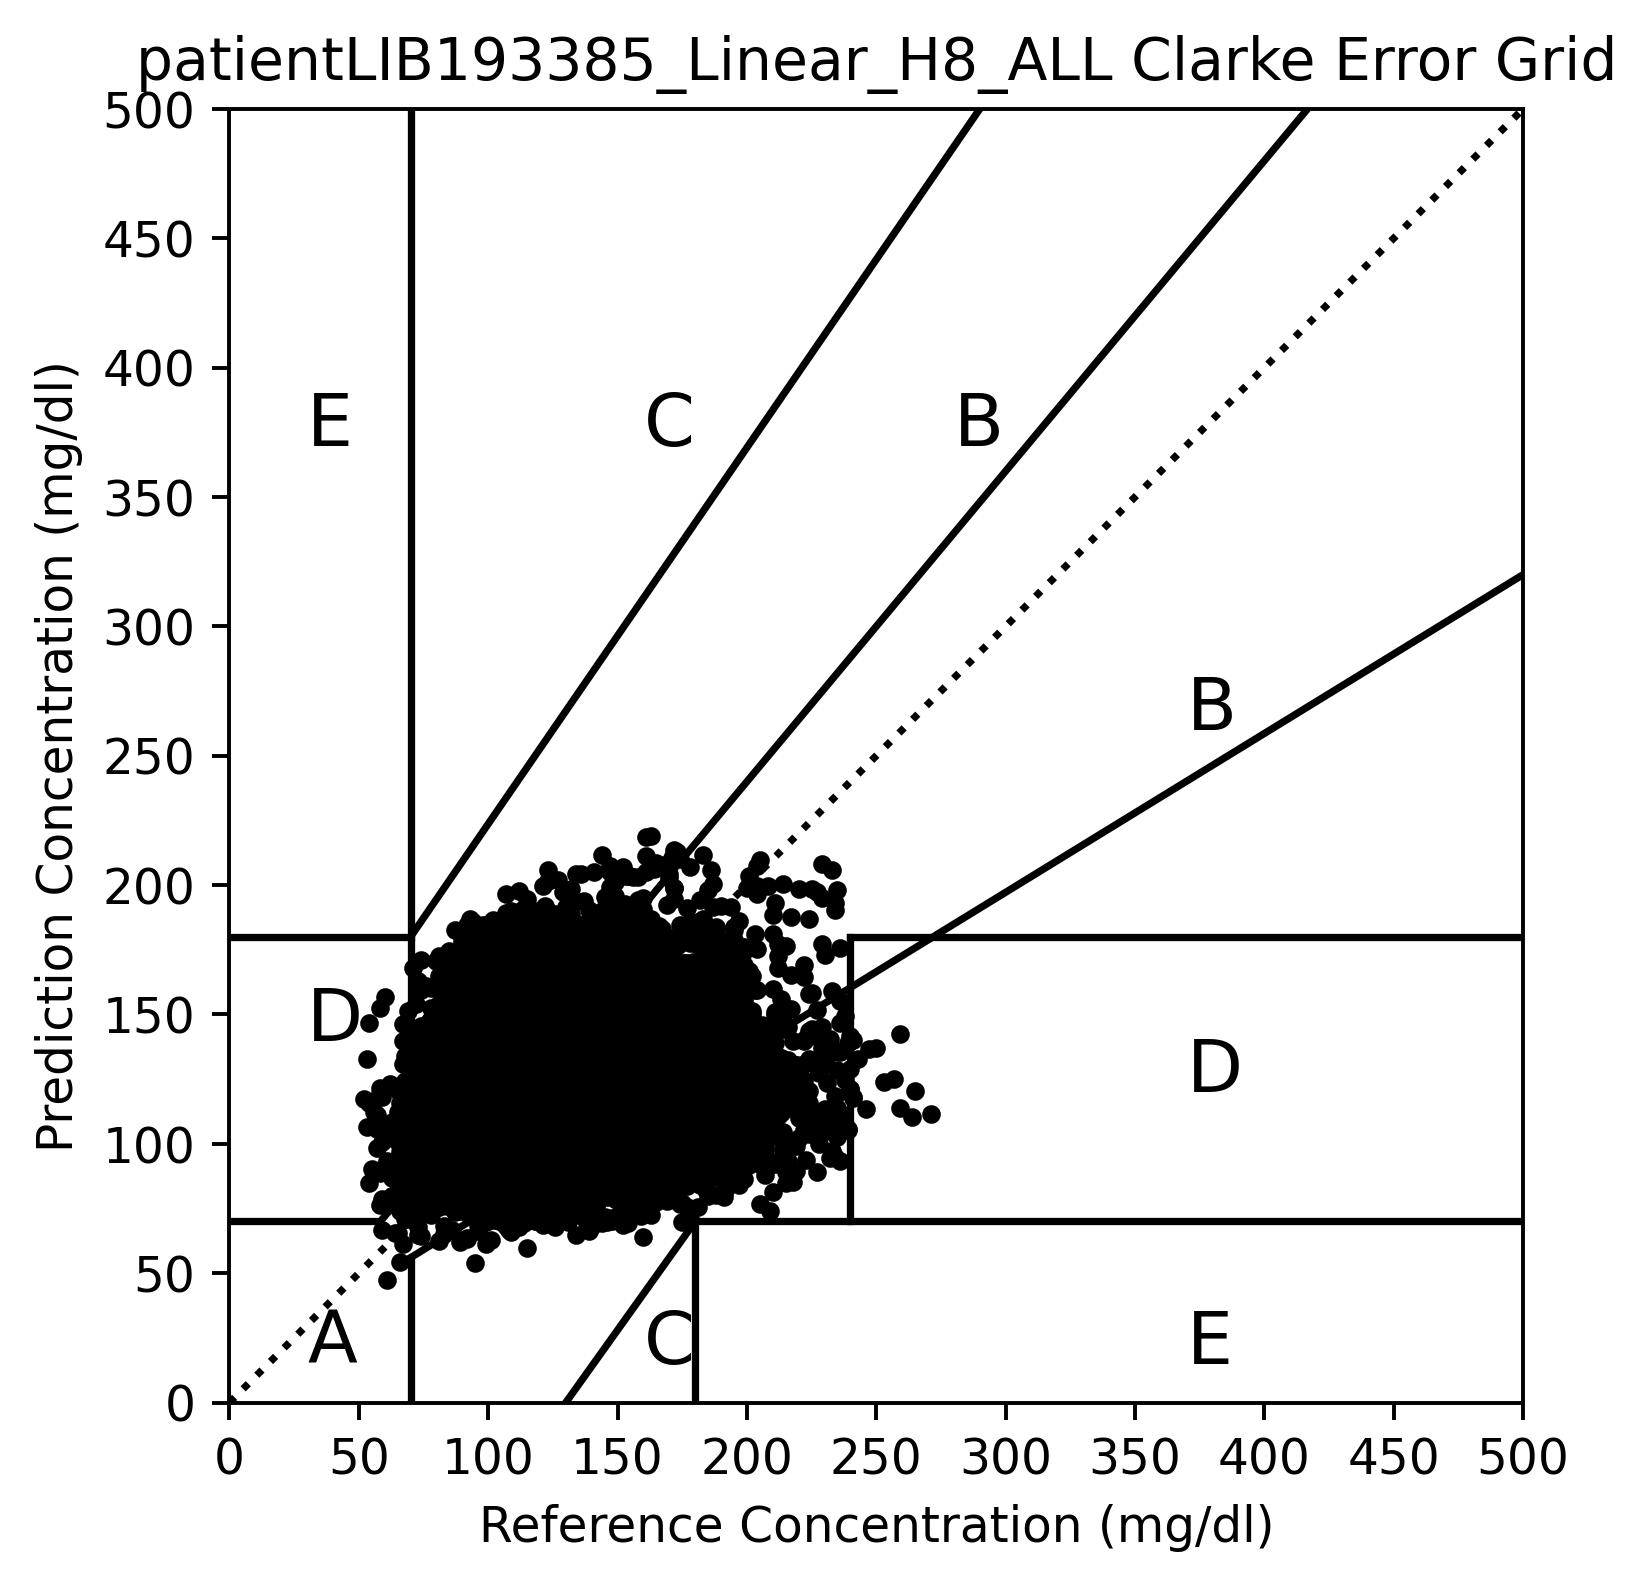 patientLIB193385_Linear_H8_ALL Clarke Error Grid
500
450
400
350
300
250
200
150
100
50
0
Prediction Concentration (mg/dl)
E
C
B
B
D
D
A
C
E
0 50 100 150 200 250 300 350 400 450 500
Reference Concentration (mg/dl)